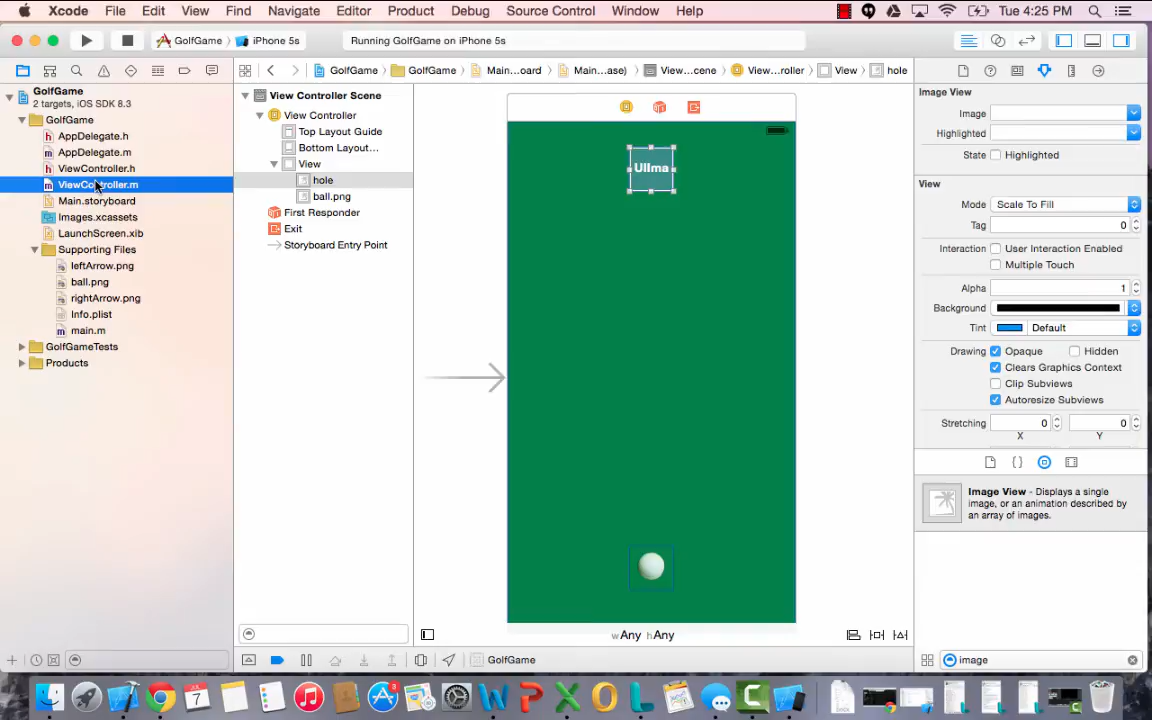 Xcode File Edit View Find Navigate Editor Product Debug Source Control Window Help Tue 4:25 PM
GolfGame iPhone 5s Running GolfGame on iPhone 5s
GolfGame GolfGame Main...oard Main...ase) View...cene View...roller View hole
GolfGame
2 targets, iOS SDK 8.3
GolfGame
h AppDelegate.h
m AppDelegate.m
h ViewController.h
m ViewController.m
Main.storyboard
Images.xcassets
LaunchScreen.xib
Supporting Files
leftArrow.png
ball.png
rightArrow.png
Info.plist
m main.m
GolfGameTests
Products
View Controller Scene
View Controller
Top Layout Guide
Bottom Layout...
View
hole
ball.png
First Responder
Exit
Storyboard Entry Point
UIIma
wAny hAny
GolfGame
Image View
Image
Highlighted
State Highlighted
View
Mode Scale To Fill
Tag 0
Interaction User Interaction Enabled
Multiple Touch
Alpha 1
Background
Tint Default
Drawing Opaque Hidden
Clears Graphics Context
Clip Subviews
Autoresize Subviews
Stretching 0 0
X Y
Image View - Displays a single
image, or an animation described by
an array of images.
image
7
3